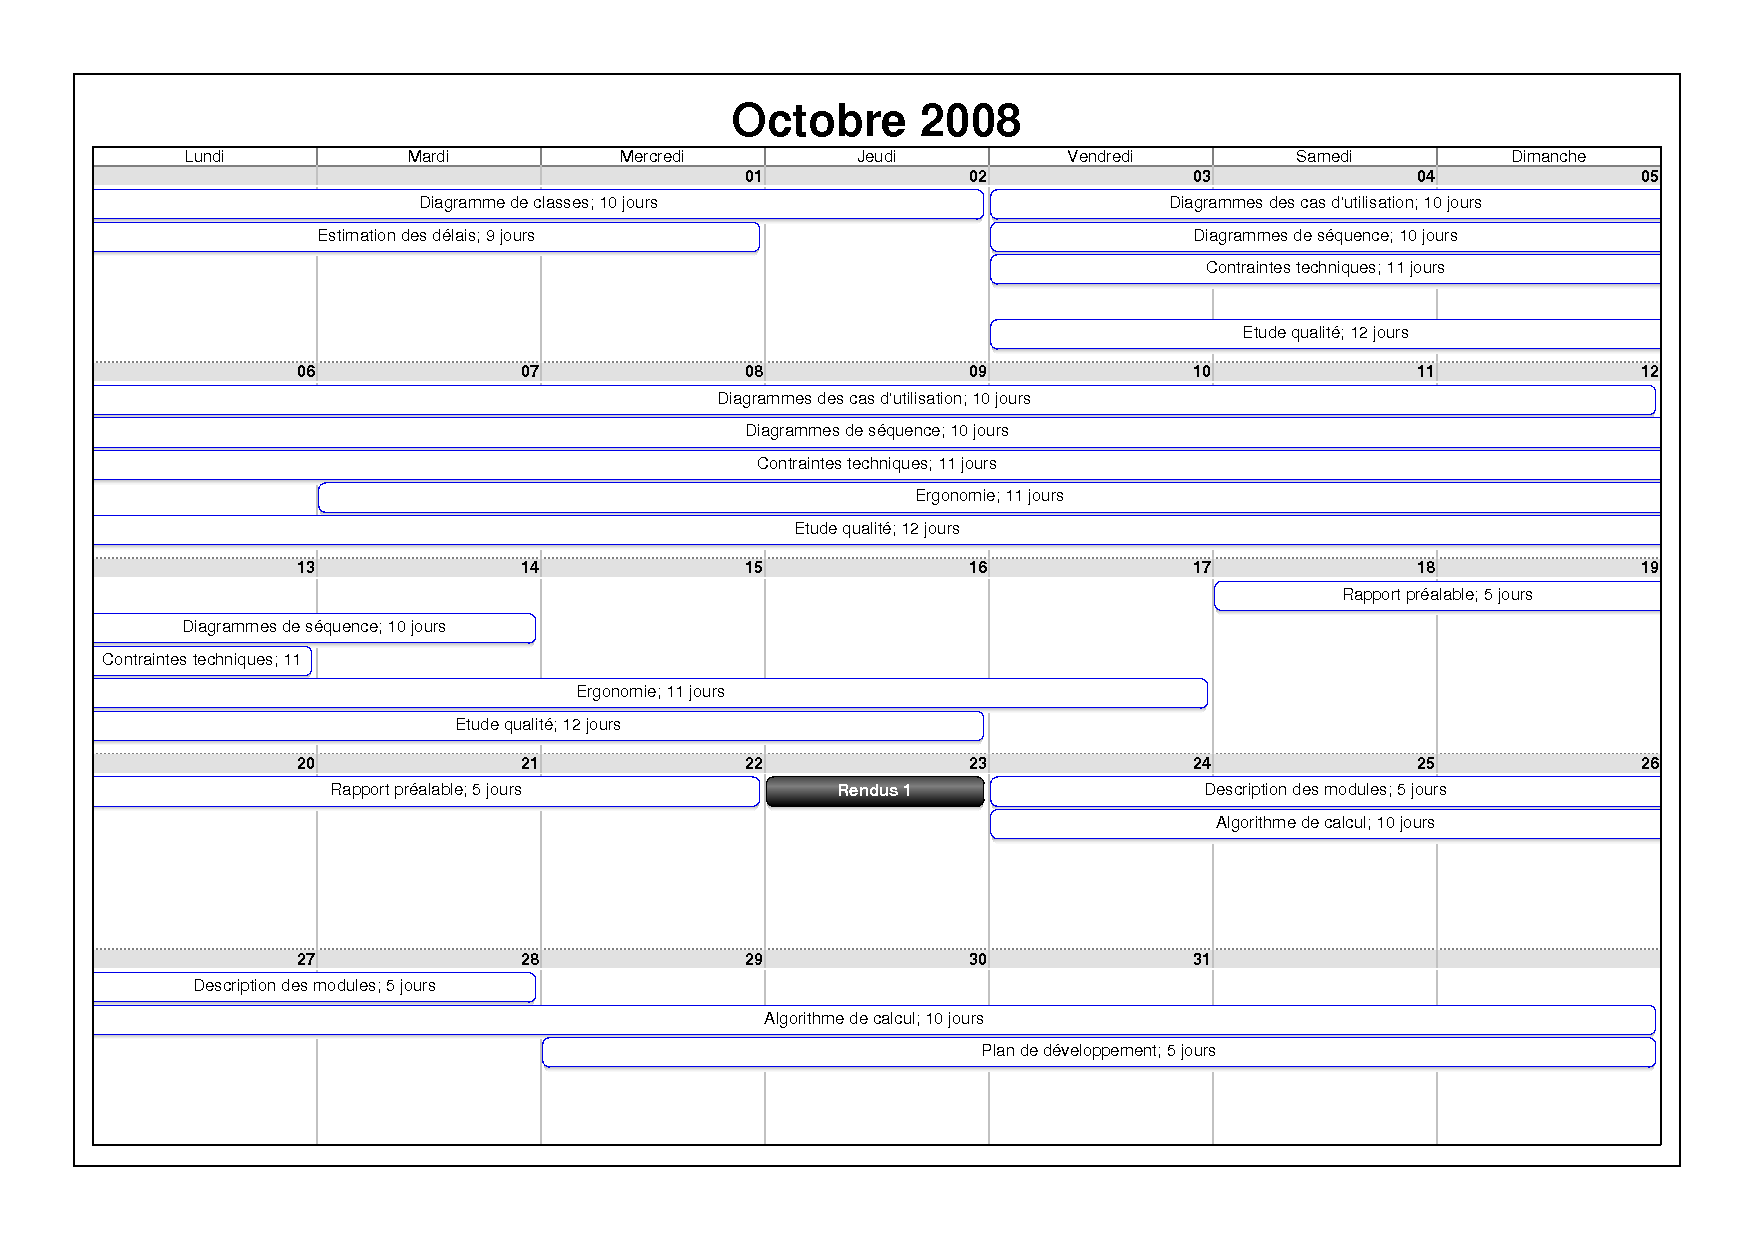 Octobre 2008
Lundi Mardi Mercredi Jeudi Vendredi Samedi Dimanche
01 02 03 04 05
Diagramme de classes; 10 jours Diagrammes des cas d'utilisation; 10 jours
Estimation des délais; 9 jours Diagrammes de séquence; 10 jours
Contraintes techniques; 11 jours
Etude qualité; 12 jours
06 07 08 09 10 11 12
Diagrammes des cas d'utilisation; 10 jours
Diagrammes de séquence; 10 jours
Contraintes techniques; 11 jours
Ergonomie; 11 jours
Etude qualité; 12 jours
13 14 15 16 17 18 19
Rapport préalable; 5 jours
Diagrammes de séquence; 10 jours
Contraintes techniques; 11
Ergonomie; 11 jours
Etude qualité; 12 jours
20 21 22 23 24 25 26
Rapport préalable; 5 jours Rendus 1 Description des modules; 5 jours
Algorithme de calcul; 10 jours
27 28 29 30 31
Description des modules; 5 jours
Algorithme de calcul; 10 jours
Plan de développement; 5 jours